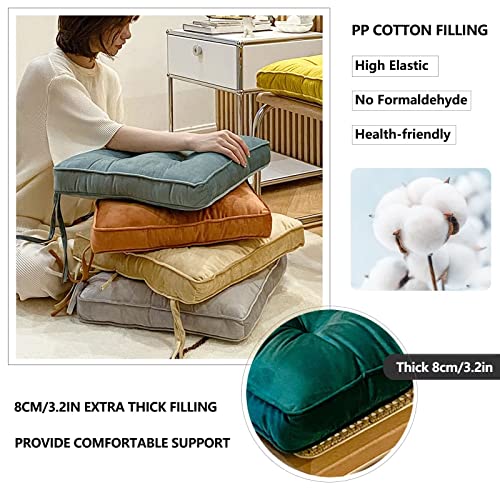 PP COTTON FILLING
High Elastic
No Formaldehyde
Health-friendly
Thick 8cm/3.2in
8CM/3.2IN EXTRA THICK FILLING
PROVIDE COMFORTABLE SUPPORT